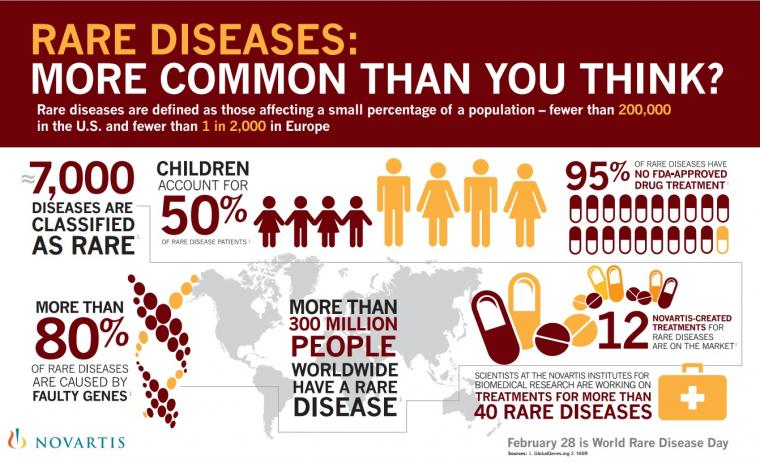 RARE DISEASES:
MORE COMMON THAN YOU THINK?
Rare diseases are defined as those affecting a small percentage of a population – fewer than 200,000
in the U.S. and fewer than 1 in 2,000 in Europe
≈7,000
DISEASES ARE
CLASSIFIED
AS RARE1
CHILDREN
ACCOUNT FOR
50%
OF RARE DISEASE PATIENTS1
95%
OF RARE DISEASES HAVE
NO FDA-APPROVED
DRUG TREATMENT1
MORE THAN
80%
OF RARE DISEASES
ARE CAUSED BY
FAULTY GENES1
MORE THAN
300 MILLION
PEOPLE
WORLDWIDE
HAVE A RARE
DISEASE1
12
NOVARTIS-CREATED
TREATMENTS FOR
RARE DISEASES
ARE ON THE MARKET2
SCIENTISTS AT THE NOVARTIS INSTITUTES FOR
BIOMEDICAL RESEARCH ARE WORKING ON
TREATMENTS FOR MORE THAN
40 RARE DISEASES
NOVARTIS
February 28 is World Rare Disease Day
Sources: 1. GlobalGenes.org 2. NIBR